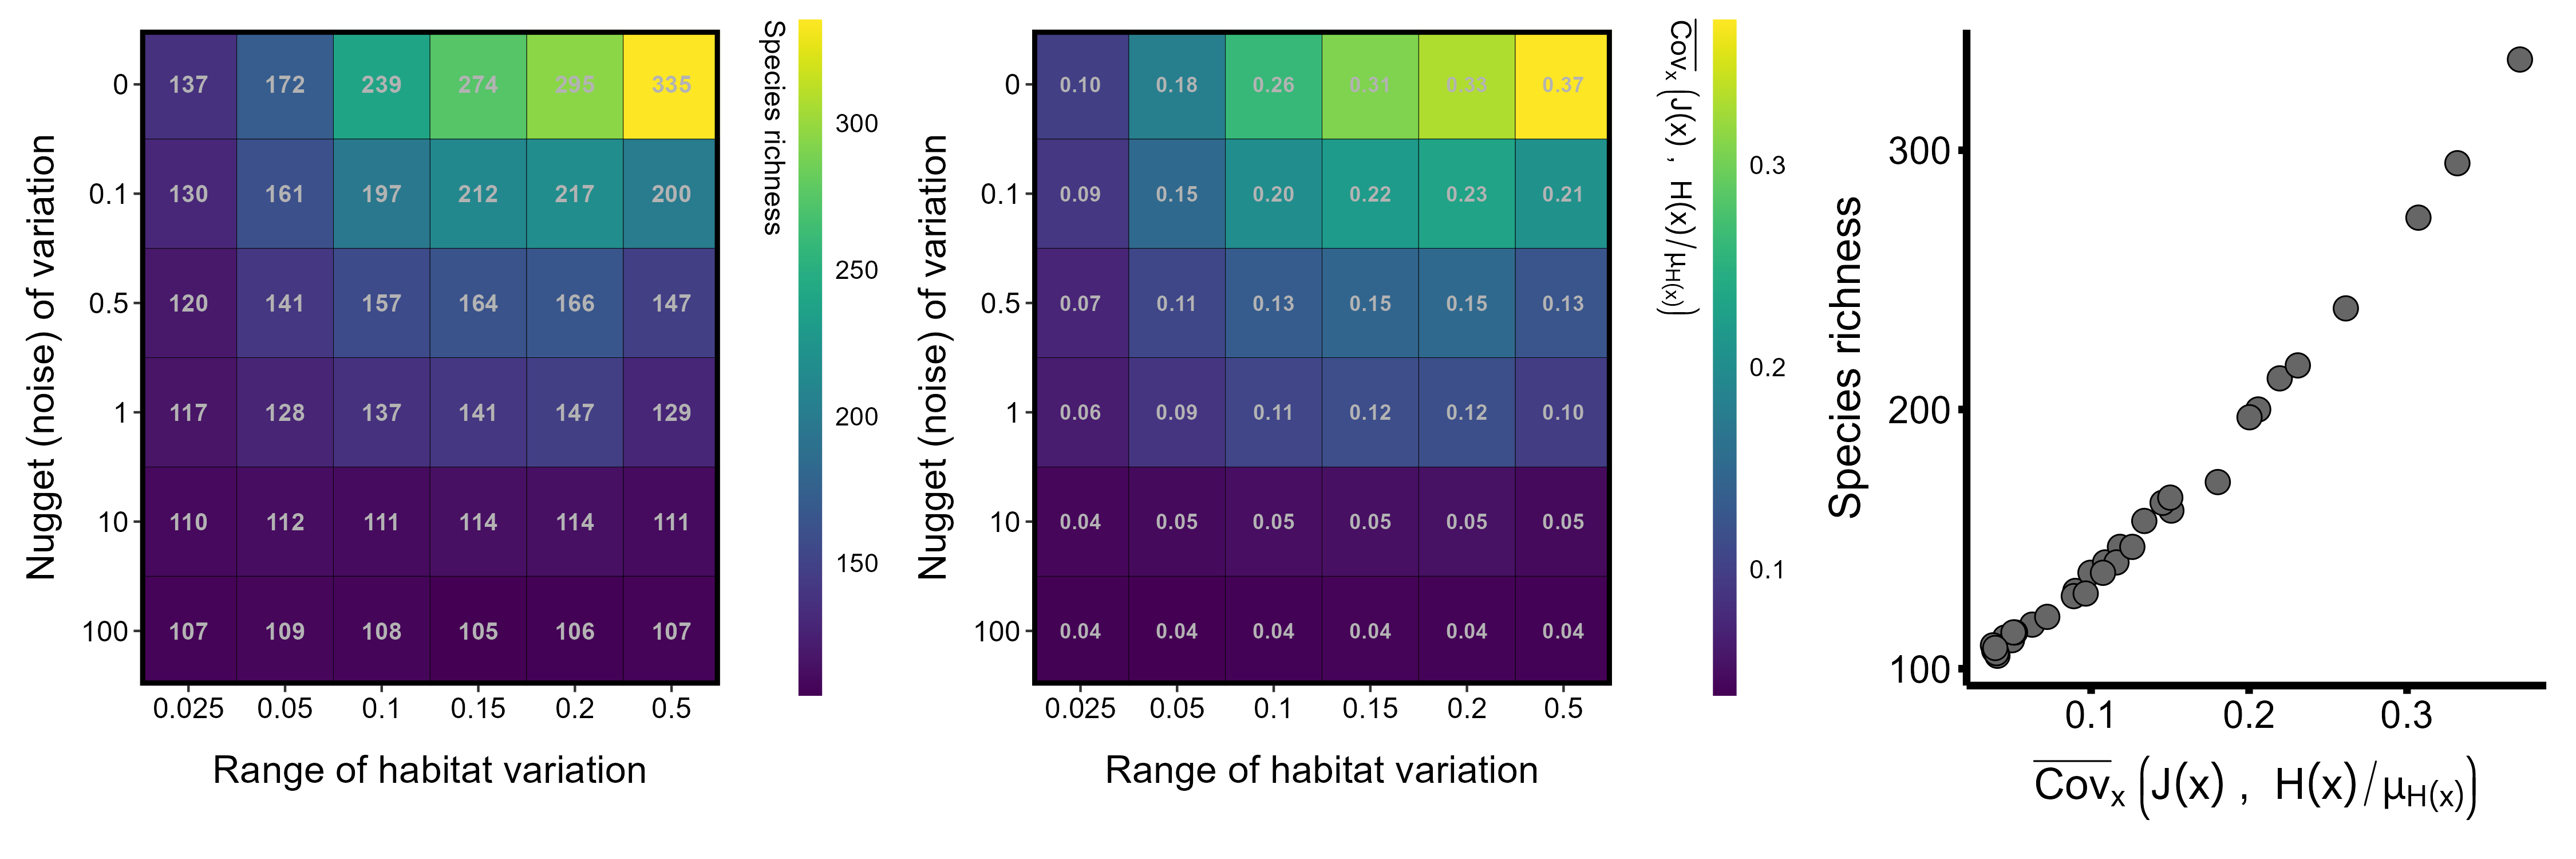 Nugget (noise) of variation
0 137 172 239 274 295 335
0.1 130 161 197 212 217 200
0.5 120 141 157 164 166 147
1 117 128 137 141 147 129
10 110 112 111 114 114 111
100 107 109 108 105 106 107
0.025 0.05 0.1 0.15 0.2 0.5
Range of habitat variation
Species richness
300
250
200
150
Nugget (noise) of variation
0 0.10 0.18 0.26 0.31 0.33 0.37
0.1 0.09 0.15 0.20 0.22 0.23 0.21
0.5 0.07 0.11 0.13 0.15 0.15 0.13
1 0.06 0.09 0.11 0.12 0.12 0.10
10 0.04 0.05 0.05 0.05 0.05 0.05
100 0.04 0.04 0.04 0.04 0.04 0.04
0.025 0.05 0.1 0.15 0.2 0.5
Range of habitat variation
Covₓ (J(x) , H(x)/μH(x))
0.3
0.2
0.1
Species richness
300
200
100
0.1 0.2 0.3
Covₓ (J(x) , H(x)/μH(x))